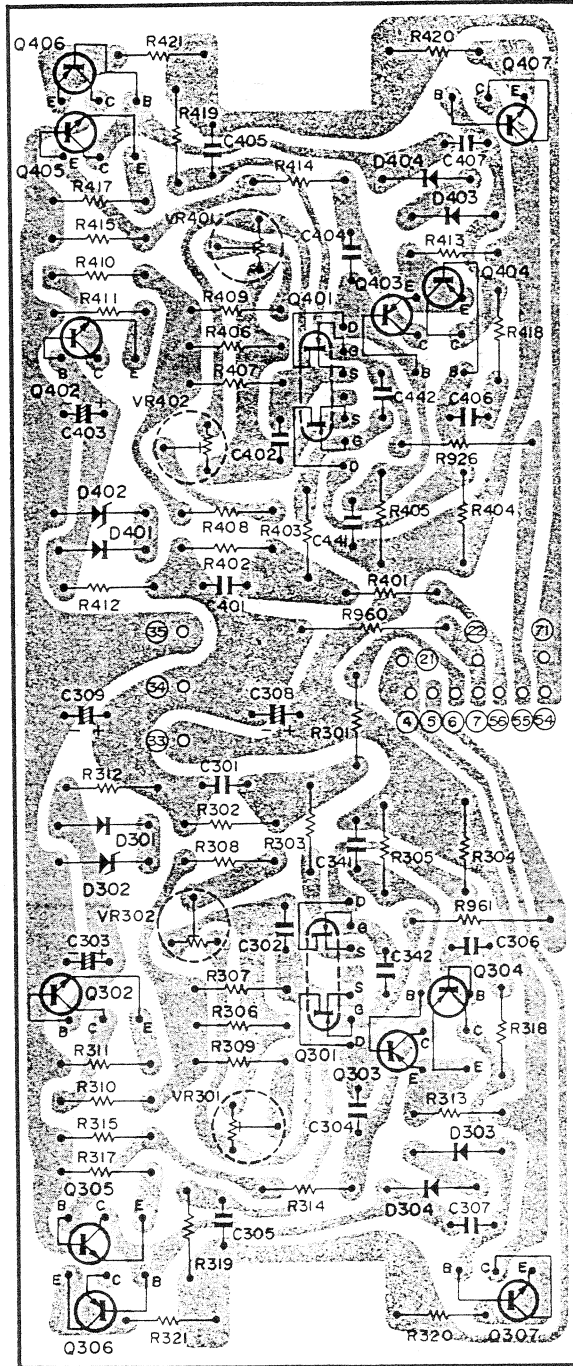 Q406 R421 R420 Q407
E C B B C E
R419 C405 C407
Q405 E C E R414 D404
R417 VR401 D403
R415 C404 R413
R410 Q403 Q404
R411 R409 Q401 E E
R406 D R418
B C E G C C
Q402 R407 S B B
VR402 S C442 C406
C403 + C402 G
D R926
D402
R408 R403 R405 R404
D401 C441
R402
R412 C401 R401
R960
35 22 71
21
34
C309 C308
- + - + R301 4 5 6 7 56 55 54
33
R312 C301
R302
D301 R303 R305 R304
R308 C341
D302
VR302 D R961
C303 + C302 G C306
S C342
Q302 R307 S Q304
B C E G B B
R306 D C R318
R311 R309 Q301 C
Q303 E E
R310 VR301 R313
R315 C304 D303
R317
Q305 R314 D304 C307
B C E C305
R319
E C B B C E
Q306 R321 R320 Q307